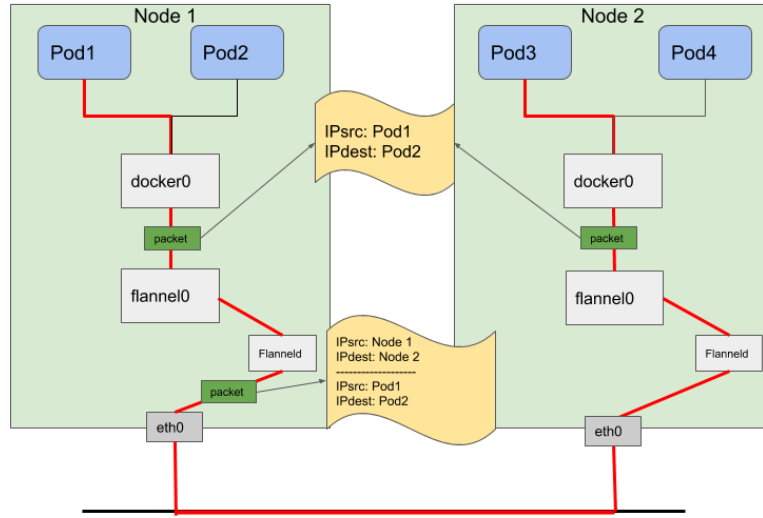 Node 1
Node 2
Pod1
Pod2
Pod3
Pod4
IPsrc: Pod1
IPdest: Pod2
docker0
docker0
packet
packet
flannel0
flannel0
Flanneld
Flanneld
IPsrc: Node 1
IPdest: Node 2
--------------------
IPsrc: Pod1
IPdest: Pod2
packet
eth0
eth0